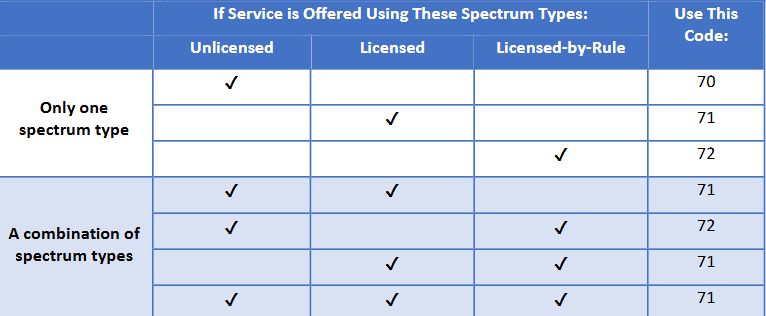 If Service is Offered Using These Spectrum Types:
Use This
Code:
Unlicensed Licensed Licensed-by-Rule
Only one
spectrum type
✓ 70
✓ 71
✓ 72
A combination of
spectrum types
✓ ✓ 71
✓ ✓ 72
✓ ✓ 71
✓ ✓ ✓ 71